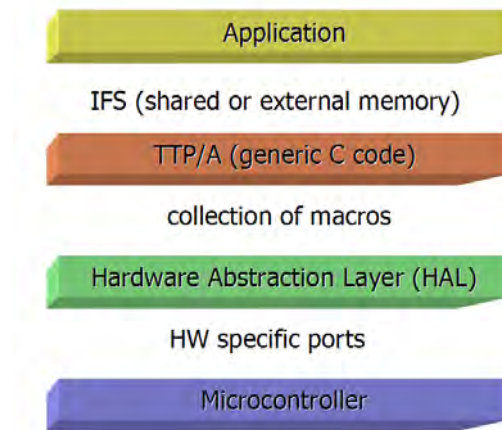 Application
IFS (shared or external memory)
TTP/A (generic C code)
collection of macros
Hardware Abstraction Layer (HAL)
HW specific ports
Microcontroller